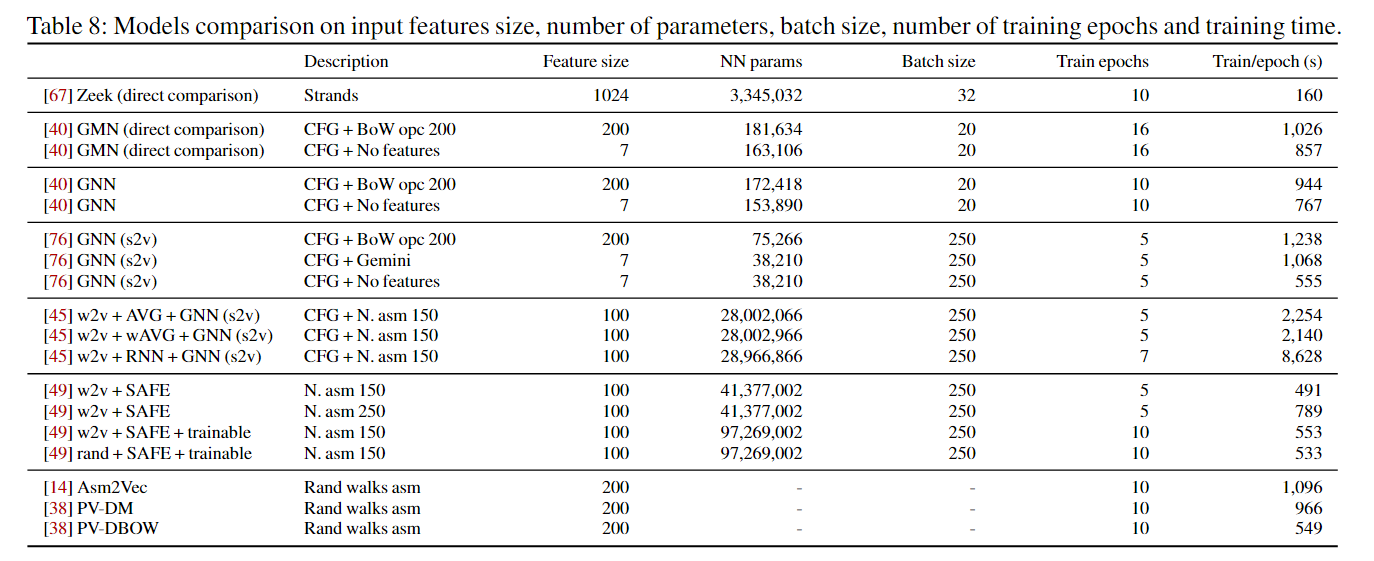 Table 8: Models comparison on input features size, number of parameters, batch size, number of training epochs and training time.
Description Feature size NN params Batch size Train epochs Train/epoch (s)
[67] Zeek (direct comparison) Strands 1024 3,345,032 32 10 160
[40] GMN (direct comparison) CFG + BoW opc 200 200 181,634 20 16 1,026
[40] GMN (direct comparison) CFG + No features 7 163,106 20 16 857
[40] GNN CFG + BoW opc 200 200 172,418 20 10 944
[40] GNN CFG + No features 7 153,890 20 10 767
[76] GNN (s2v) CFG + BoW opc 200 200 75,266 250 5 1,238
[76] GNN (s2v) CFG + Gemini 7 38,210 250 5 1,068
[76] GNN (s2v) CFG + No features 7 38,210 250 5 555
[45] w2v + AVG + GNN (s2v) CFG + N. asm 150 100 28,002,066 250 5 2,254
[45] w2v + wAVG + GNN (s2v) CFG + N. asm 150 100 28,002,966 250 5 2,140
[45] w2v + RNN + GNN (s2v) CFG + N. asm 150 100 28,966,866 250 7 8,628
[49] w2v + SAFE N. asm 150 100 41,377,002 250 5 491
[49] w2v + SAFE N. asm 250 100 41,377,002 250 5 789
[49] w2v + SAFE + trainable N. asm 150 100 97,269,002 250 10 553
[49] rand + SAFE + trainable N. asm 150 100 97,269,002 250 10 533
[14] Asm2Vec Rand walks asm 200 - - 10 1,096
[38] PV-DM Rand walks asm 200 - - 10 966
[38] PV-DBOW Rand walks asm 200 - - 10 549